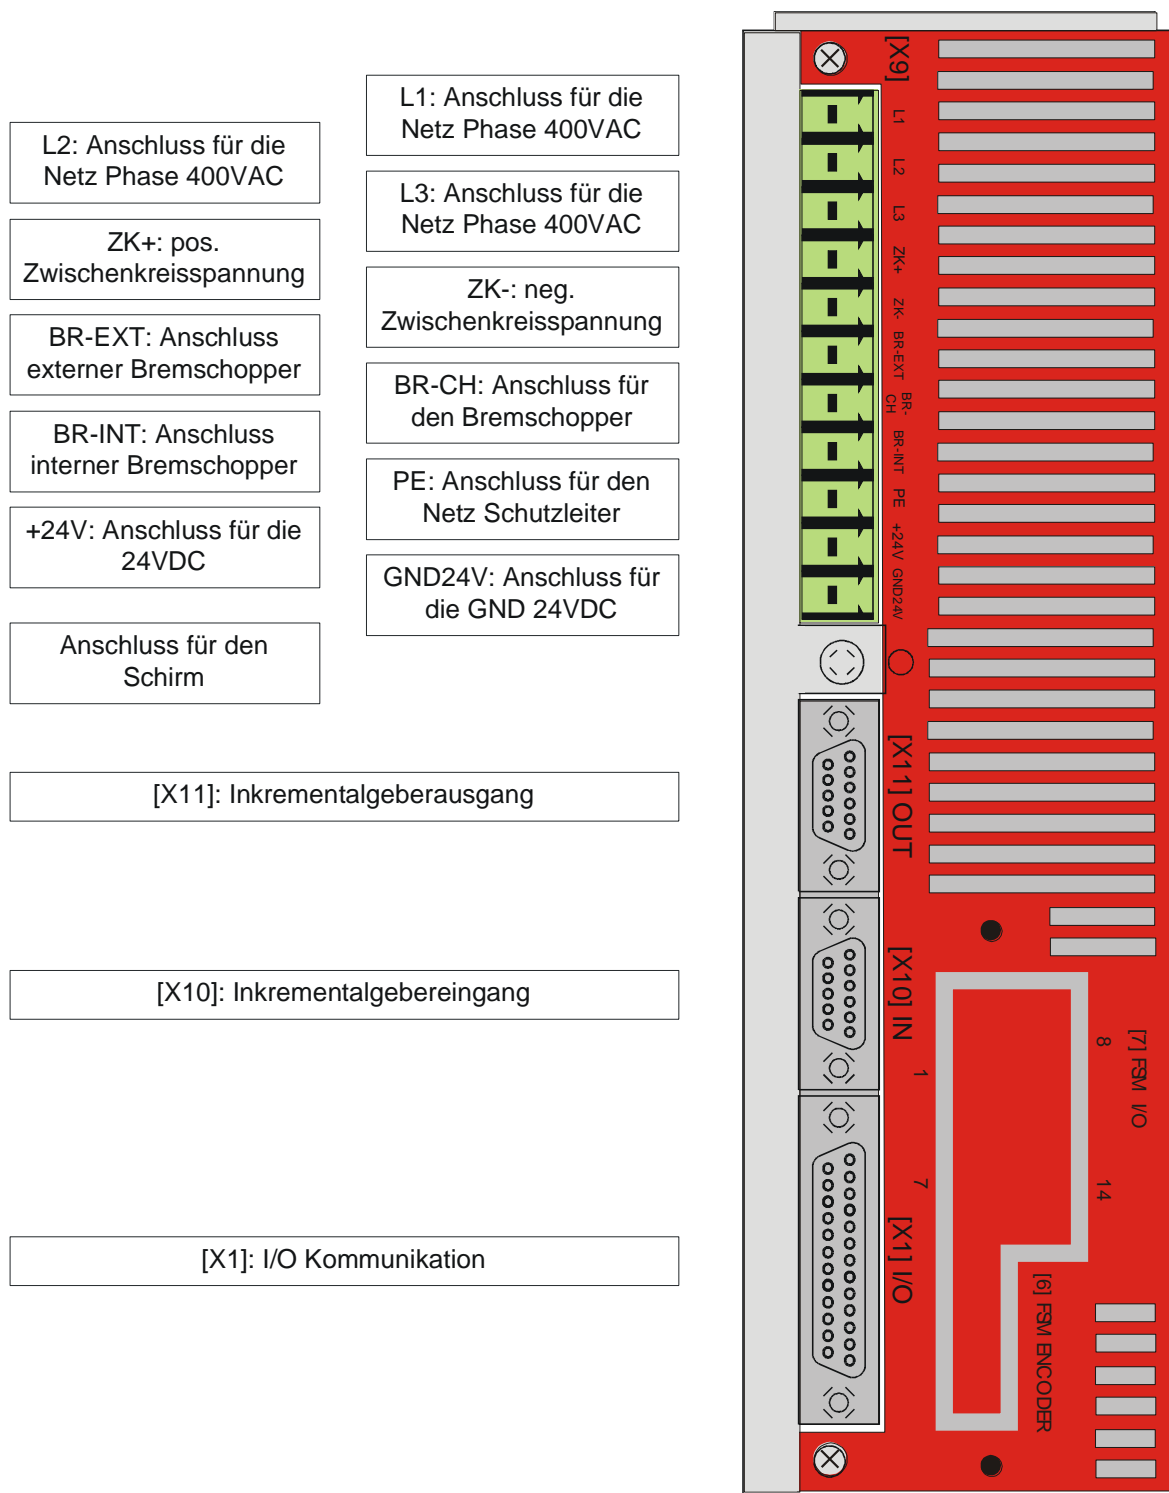 L1: Anschluss für die
Netz Phase 400VAC
L2: Anschluss für die
Netz Phase 400VAC
L3: Anschluss für die
Netz Phase 400VAC
ZK+: pos.
Zwischenkreisspannung
ZK-: neg.
Zwischenkreisspannung
BR-EXT: Anschluss
externer Bremschopper
BR-CH: Anschluss für
den Bremschopper
BR-INT: Anschluss
interner Bremschopper
PE: Anschluss für den
Netz Schutzleiter
+24V: Anschluss für die
24VDC
GND24V: Anschluss für
die GND 24VDC
Anschluss für den
Schirm
[X11]: Inkrementalgeberausgang
[X10]: Inkrementalgebereingang
[X1]: I/O Kommunikation
[X9]
L1
L2
L3
ZK+
ZK-
BR-EXT
BR-
CH
BR-INT
PE
+24V
GND24V
[X11] OUT
[X10] IN
[X1] I/O
1
7
8
14
[7] FSM I/O
[6] FSM ENCODER